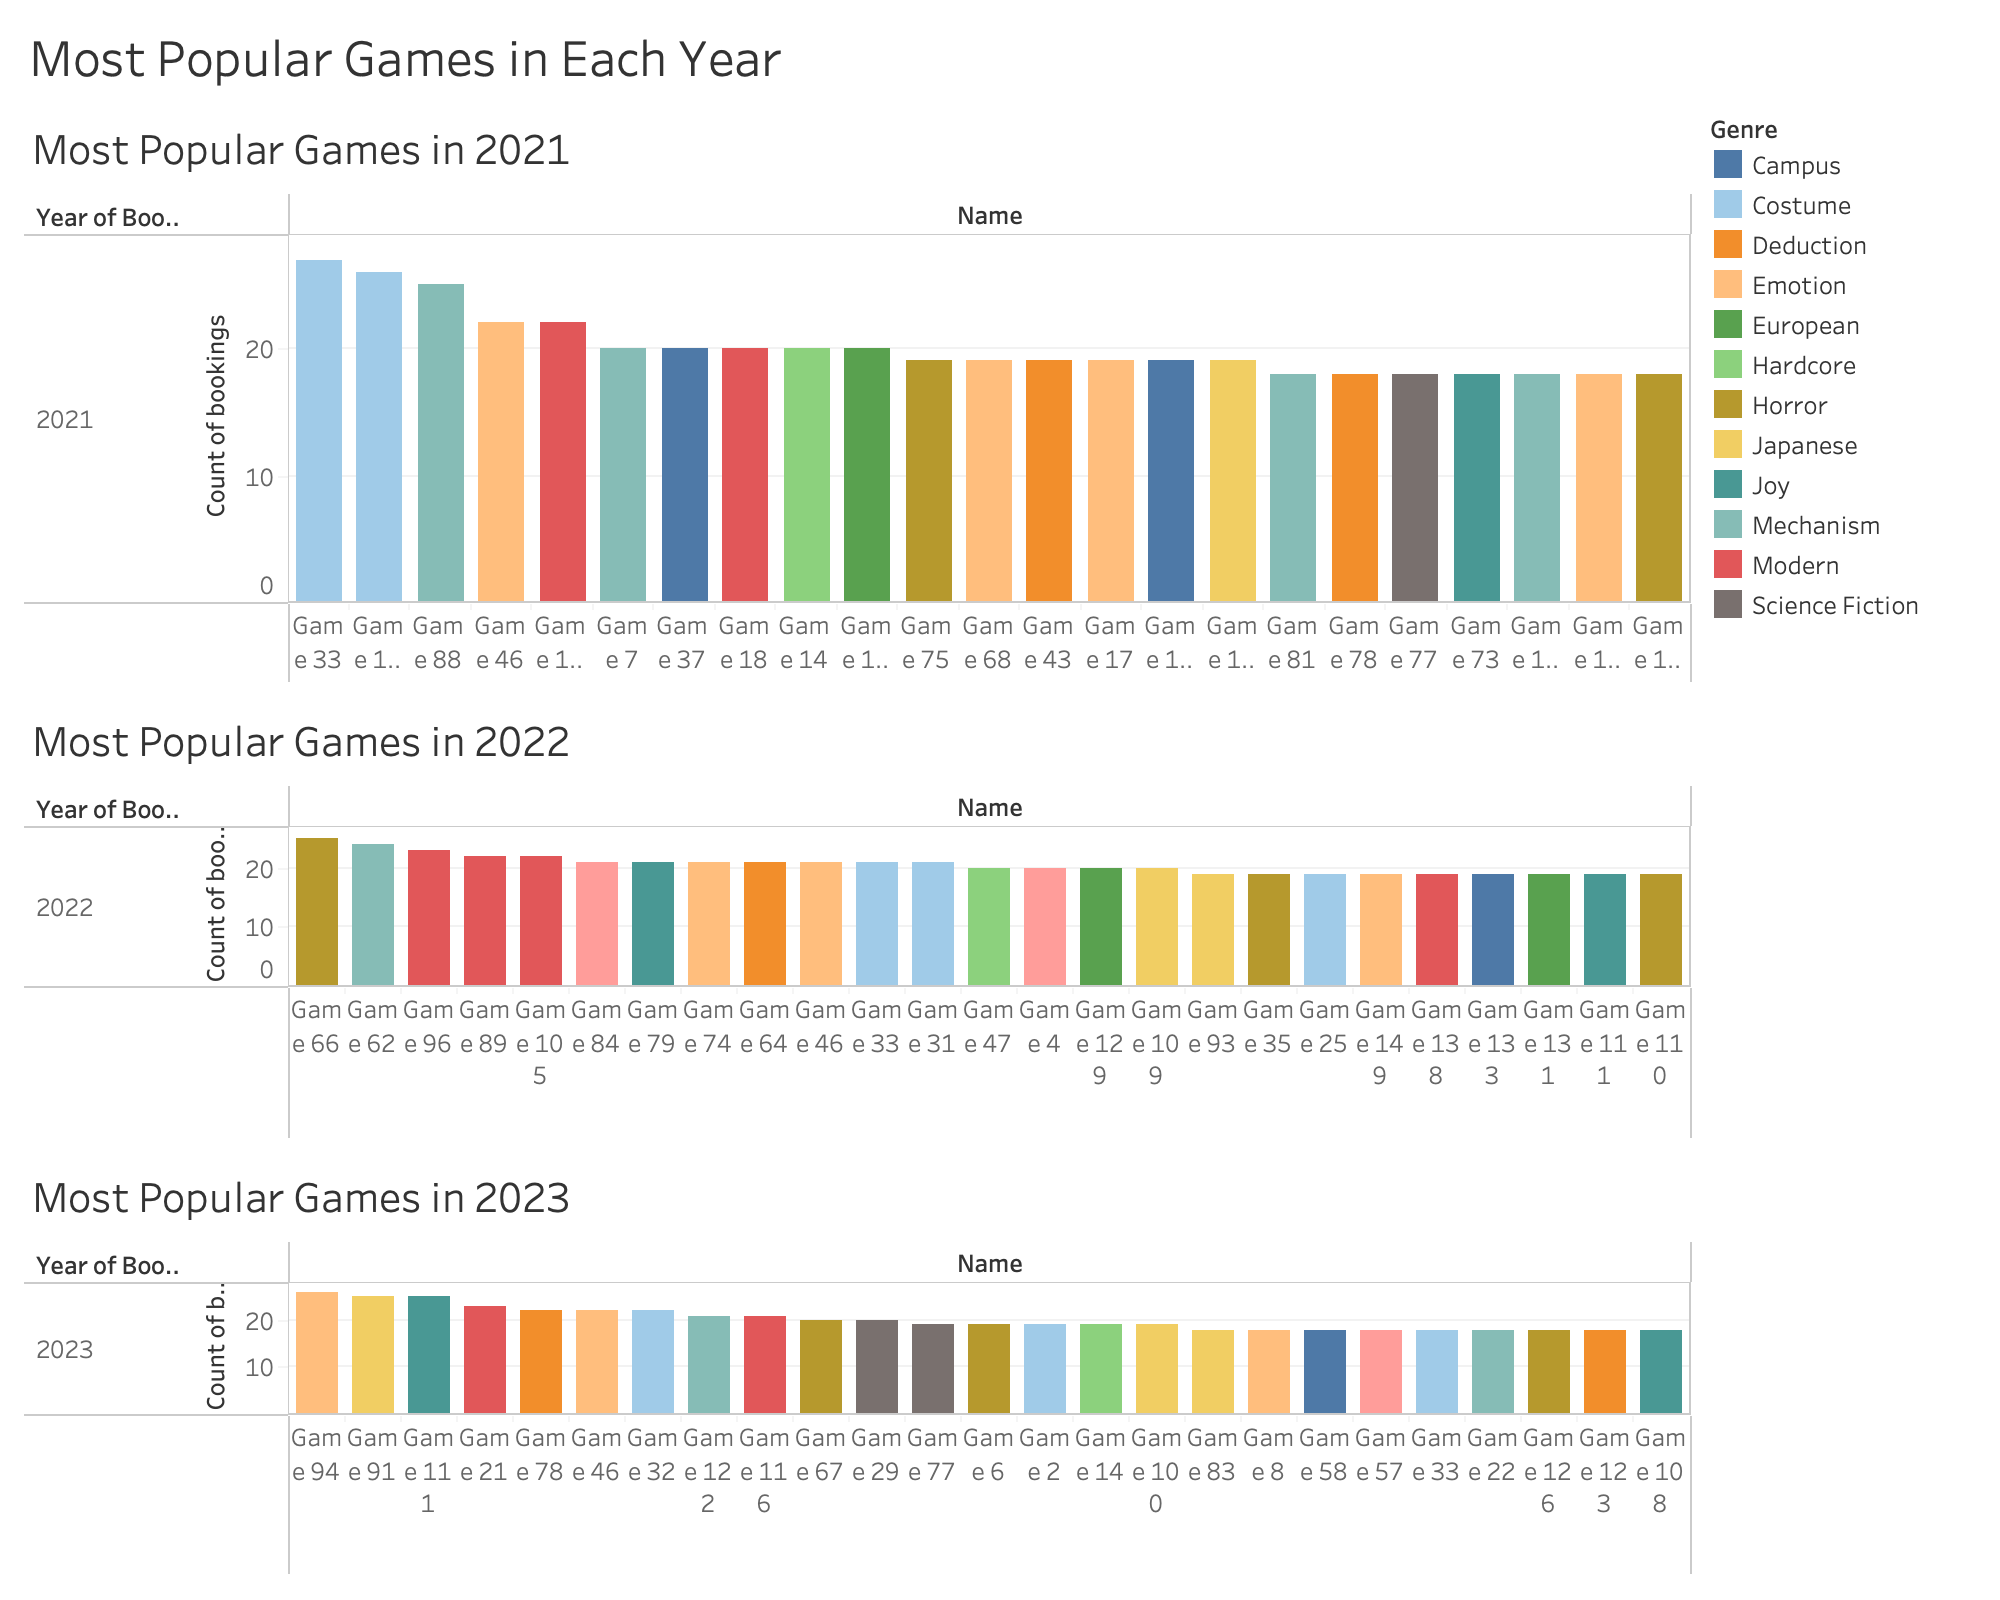 Most Popular Games in Each Year
Most Popular Games in 2021
Genre
Campus
Costume
Deduction
Emotion
European
Hardcore
Horror
Japanese
Joy
Mechanism
Modern
Science Fiction
Year of Boo..
Name
2021
Count of bookings
20
10
0
Gam Gam Gam Gam Gam Gam Gam Gam Gam Gam Gam Gam Gam Gam Gam Gam Gam Gam Gam Gam Gam Gam Gam
e 33 e 1.. e 88 e 46 e 1.. e 7 e 37 e 18 e 14 e 1.. e 75 e 68 e 43 e 17 e 1.. e 1.. e 81 e 78 e 77 e 73 e 1.. e 1.. e 1..
Most Popular Games in 2022
Year of Boo..
Name
2022
Count of boo..
20
10
0
Gam Gam Gam Gam Gam Gam Gam Gam Gam Gam Gam Gam Gam Gam Gam Gam Gam Gam Gam Gam Gam Gam Gam Gam Gam
e 66 e 62 e 96 e 89 e 10 e 84 e 79 e 74 e 64 e 46 e 33 e 31 e 47 e 4 e 12 e 10 e 93 e 35 e 25 e 14 e 13 e 13 e 13 e 11 e 11
5 9 9 9 8 3 1 1 0
Most Popular Games in 2023
Year of Boo..
Name
2023
Count of b..
20
10
Gam Gam Gam Gam Gam Gam Gam Gam Gam Gam Gam Gam Gam Gam Gam Gam Gam Gam Gam Gam Gam Gam Gam Gam Gam
e 94 e 91 e 11 e 21 e 78 e 46 e 32 e 12 e 11 e 67 e 29 e 77 e 6 e 2 e 14 e 10 e 83 e 8 e 58 e 57 e 33 e 22 e 12 e 12 e 10
1 2 6 0 6 3 8